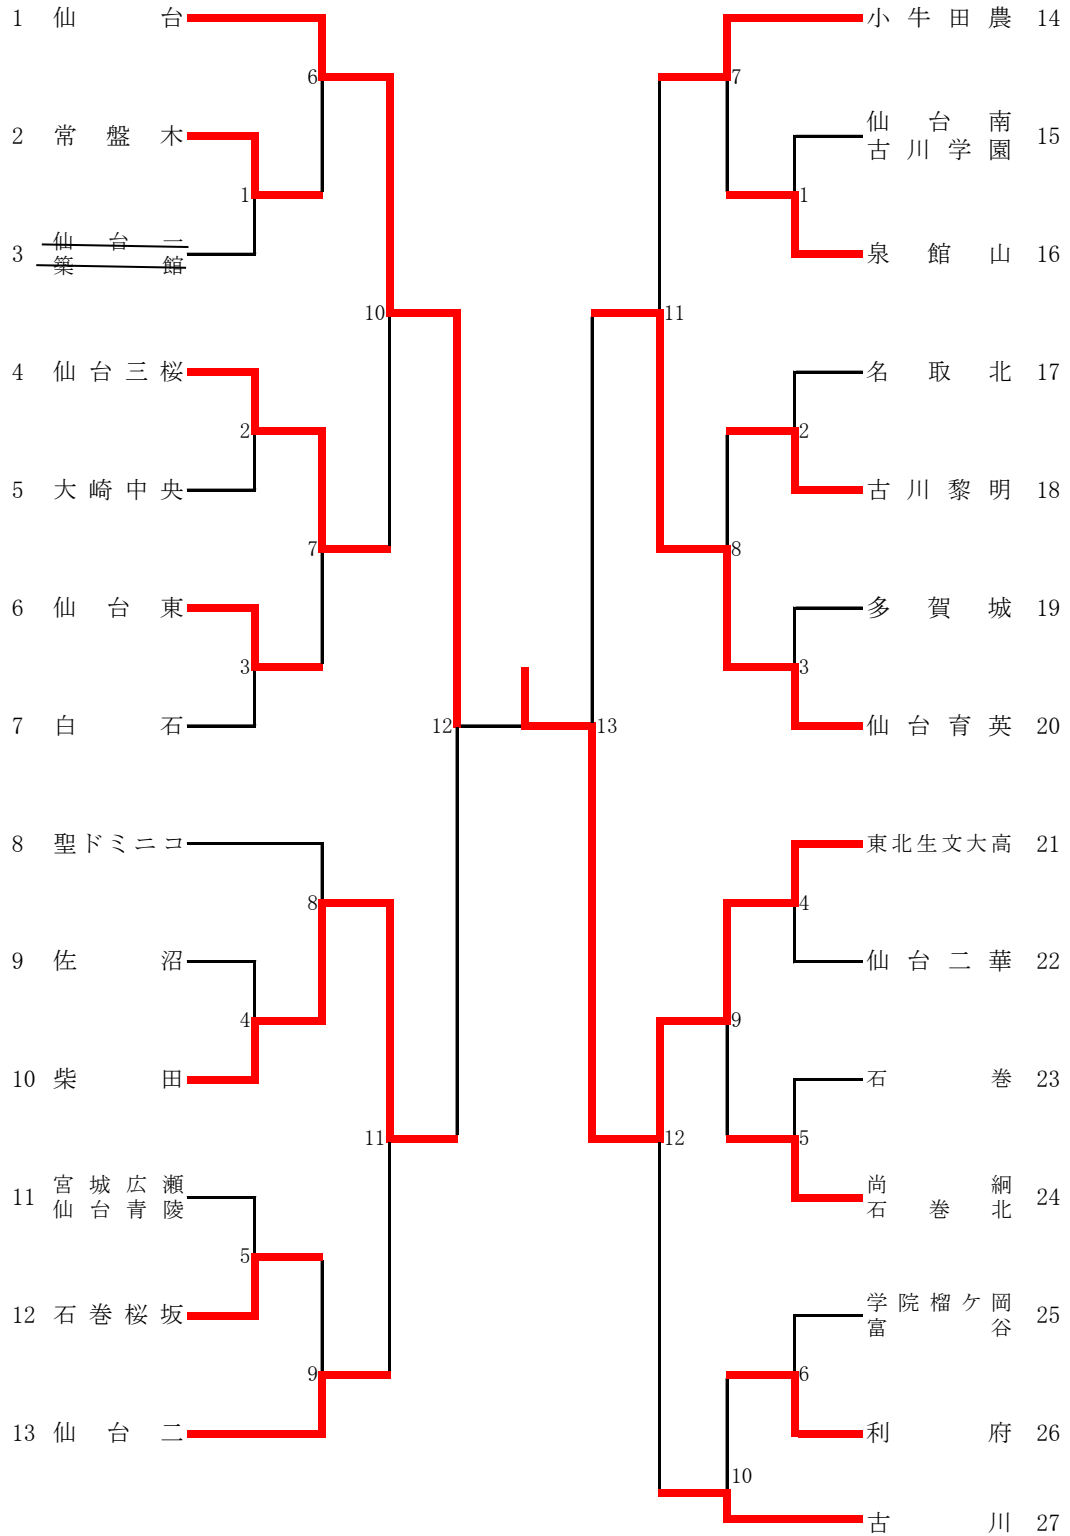 1 仙台
2 常盤木
3 仙台一
築館
4 仙台三桜
5 大崎中央
6 仙台東
7 白石
8 聖ドミニコ
9 佐沼
10 柴田
11 宮城広瀬
仙台青陵
12 石巻桜坂
13 仙台二
6
1
10
2
7
3
12
8
4
11
5
9
7
1
11
2
8
3
13
4
9
12
5
6
10
小牛田農 14
仙台南
古川学園 15
泉館山 16
名取北 17
古川黎明 18
多賀城 19
仙台育英 20
東北生文大高 21
仙台二華 22
石巻 23
尚絅
石巻北 24
学院榴ケ岡
富谷 25
利府 26
古川 27